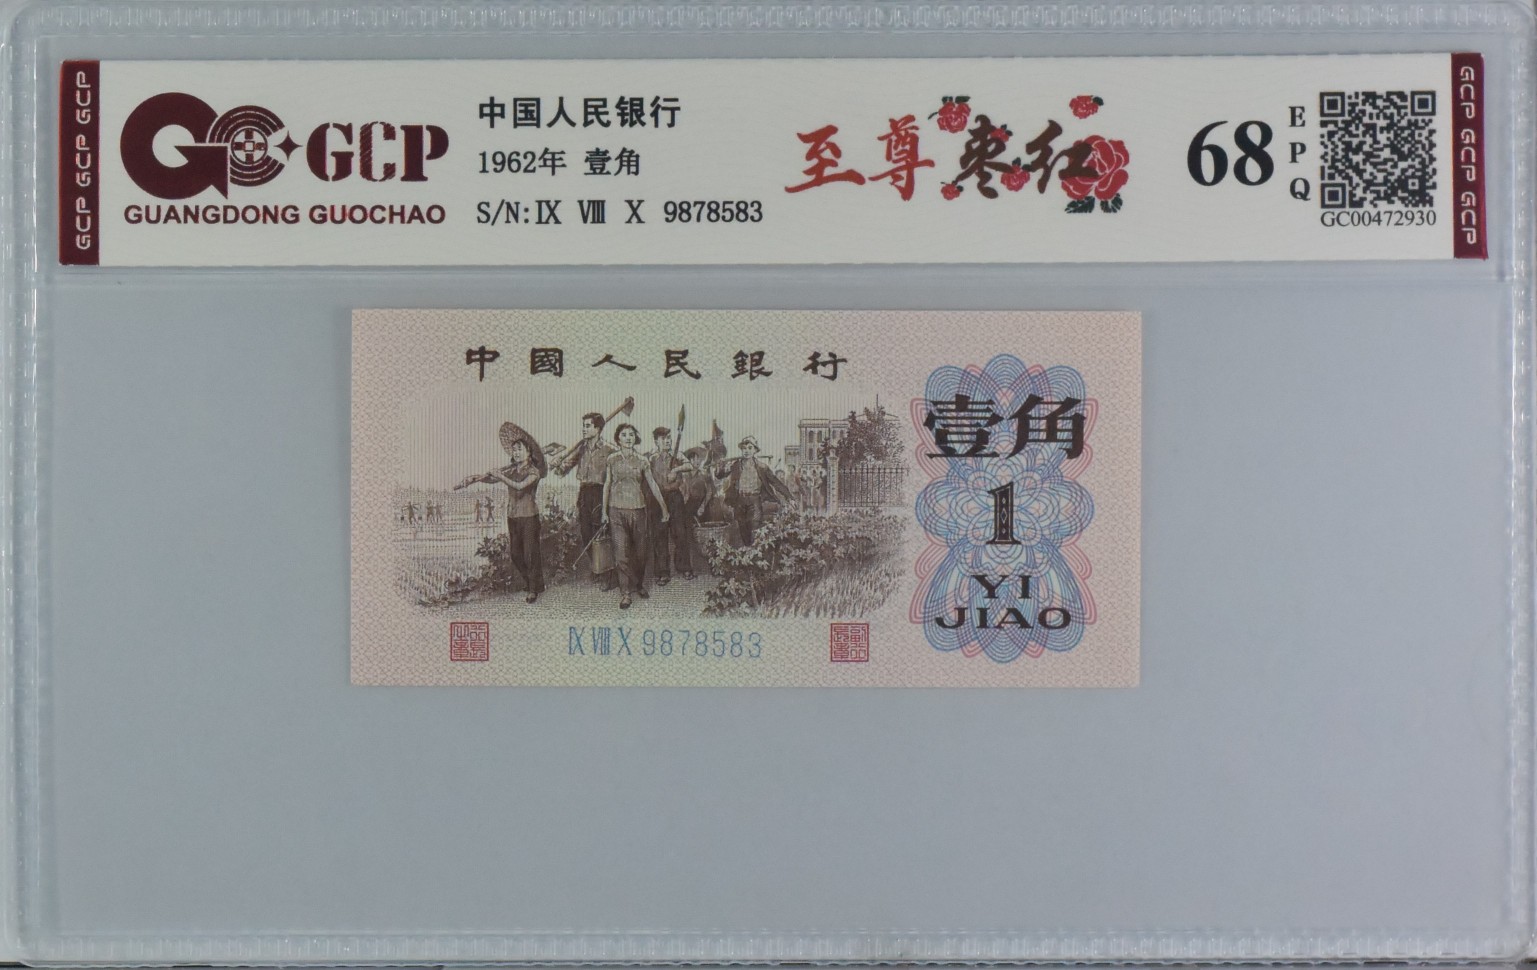 GCP GCP GCP
GCP
GUANGDONG GUOCHAO
中国人民银行
1962年 壹角
S/N:Ⅸ Ⅷ Ⅹ 9878583
至尊枣红
68
E
P
Q
GC00472930
GCP GCP GCP
中國人民銀行
壹角
1
YI
JIAO
Ⅸ Ⅷ Ⅹ 9878583